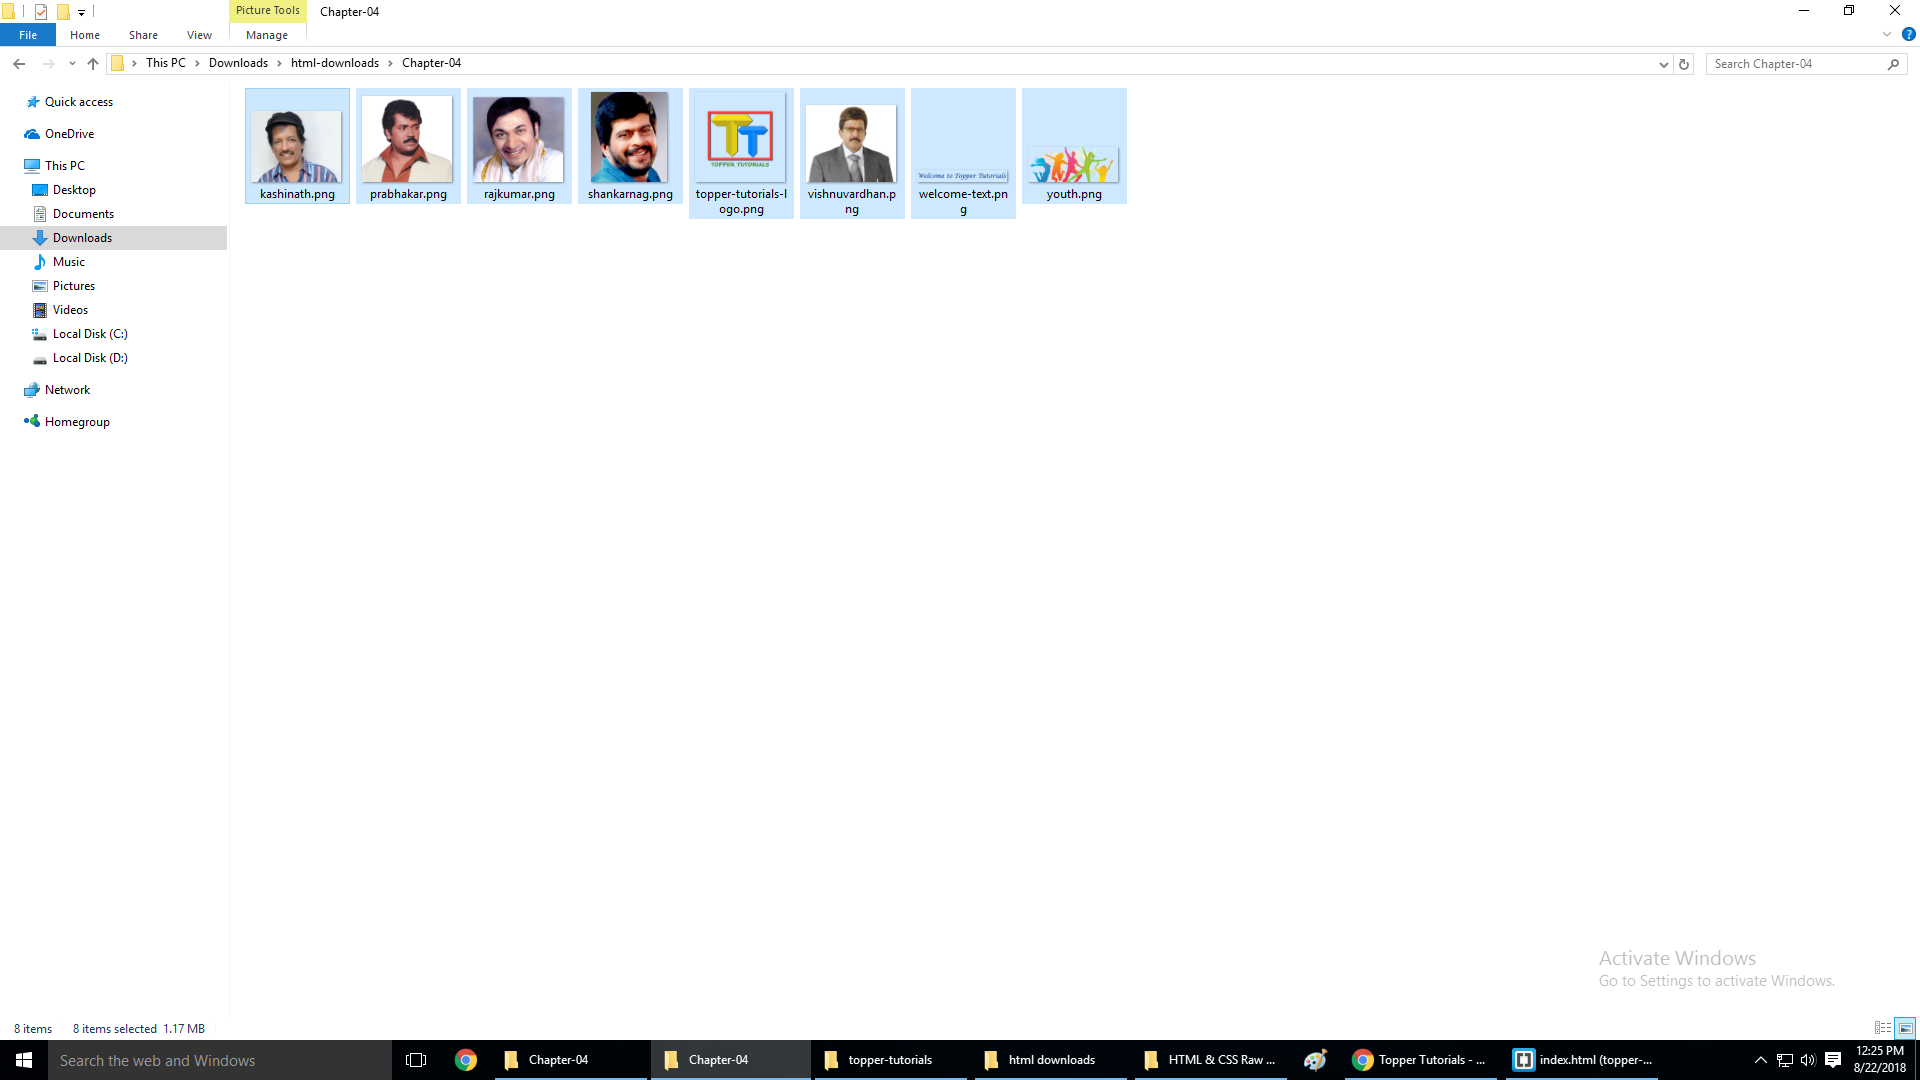 Picture Tools
Chapter-04
File
Home
Share
View
Manage
This PC
Downloads
html-downloads
Chapter-04
Search Chapter-04
Quick access
OneDrive
This PC
Desktop
Documents
Downloads
Music
Pictures
Videos
Local Disk (C:)
Local Disk (D:)
Network
Homegroup
TT
TOPPER TUTORIALS
Welcome to Topper Tutorials
kashinath.png
prabhakar.png
rajkumar.png
shankarnag.png
topper-tutorials-l
ogo.png
vishnuvardhan.p
ng
welcome-text.pn
g
youth.png
Activate Windows
Go to Settings to activate Windows.
8 items
8 items selected 1.17 MB
Search the web and Windows
Chapter-04
Chapter-04
topper-tutorials
html downloads
HTML & CSS Raw ...
Topper Tutorials - ...
index.html (topper-...
12:25 PM
8/22/2018